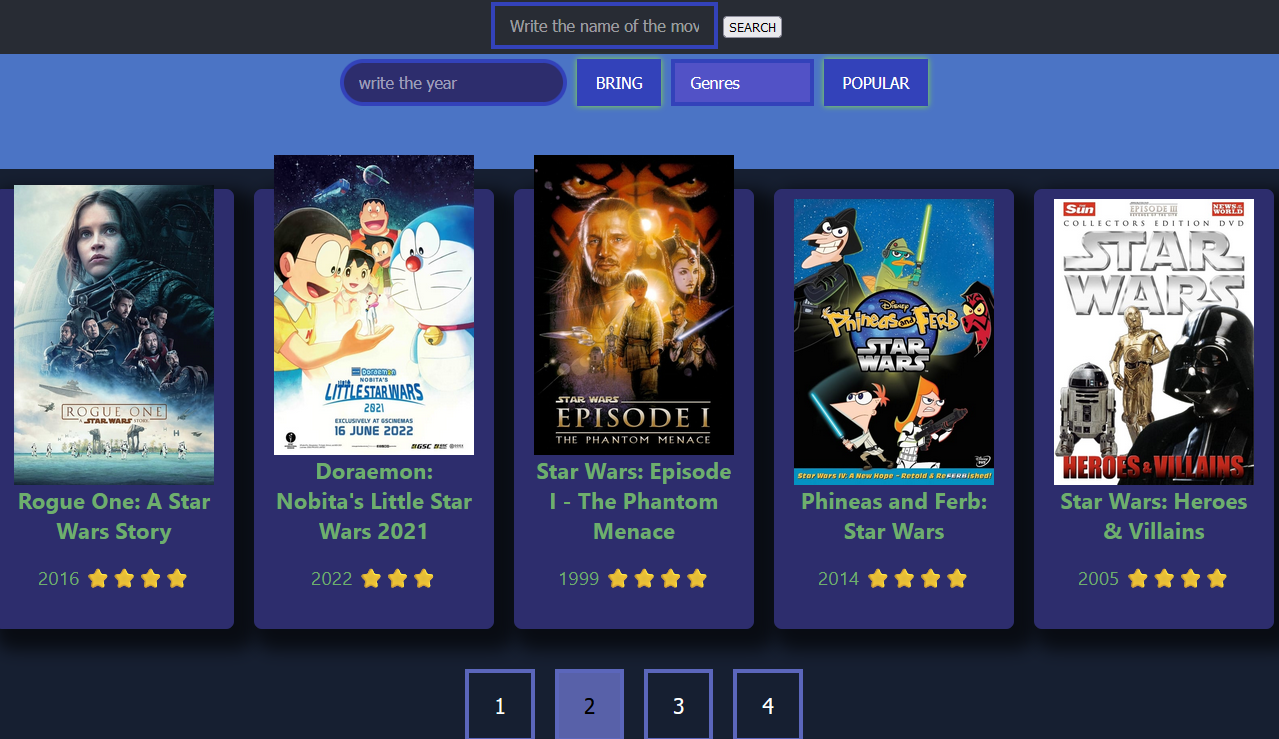 Write the name of the mov
SEARCH
write the year
BRING
Genres
POPULAR
ROGUE ONE
A STAR WARS STORY
Rogue One: A Star
Wars Story
2016
Doraemon
NOBITA'S
LITTLE STAR WARS
2021
EXCLUSIVELY AT GSCINEMAS
16 JUNE 2022
GSC
Doraemon:
Nobita's Little Star
Wars 2021
2022
STAR WARS
EPISODE I
THE PHANTOM MENACE
Star Wars: Episode
I - The Phantom
Menace
1999
Disney
Phineas and Ferb
STAR WARS
Star Wars IV: A New Hope - Retold & ReFERBished!
DVD
Phineas and Ferb:
Star Wars
2014
The Sun
EPISODE III
NEWS OF THE WORLD
COLLECTORS EDITION DVD
STAR
WARS
HEROES & VILLAINS
Star Wars: Heroes
& Villains
2005
1
2
3
4